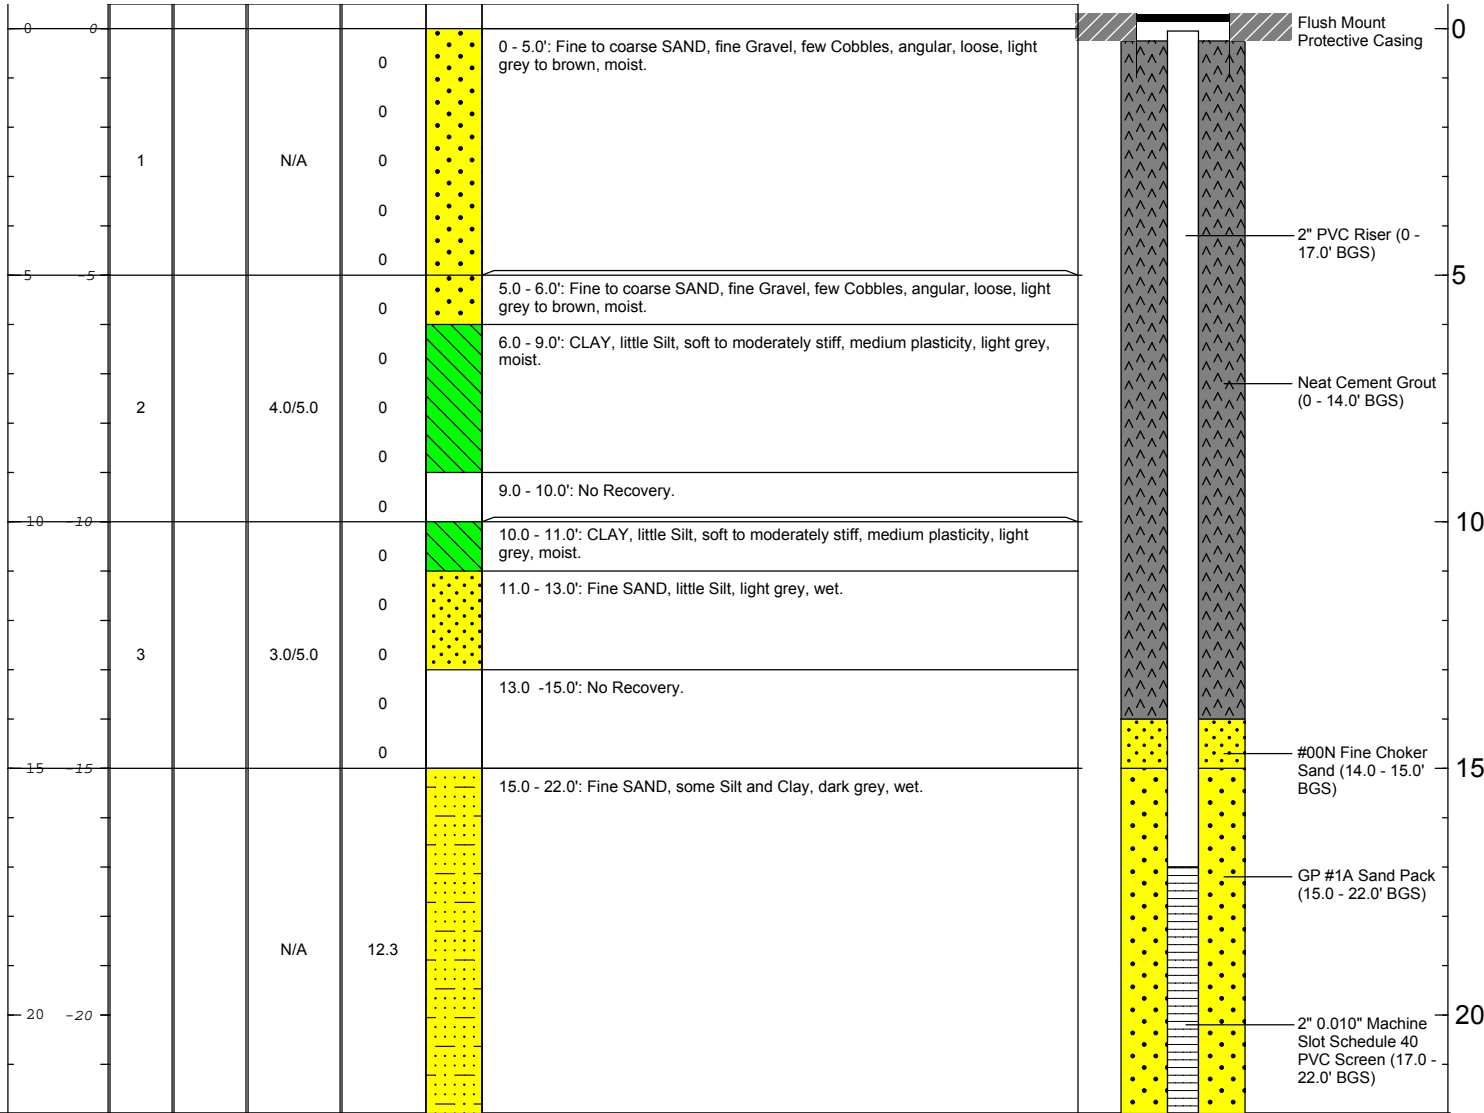 0 0
0 - 5.0': Fine to coarse SAND, fine Gravel, few Cobbles, angular, loose, light
grey to brown, moist.
0
0
1 N/A 0
0
0
5 -5
5.0 - 6.0': Fine to coarse SAND, fine Gravel, few Cobbles, angular, loose, light
grey to brown, moist.
0
6.0 - 9.0': CLAY, little Silt, soft to moderately stiff, medium plasticity, light grey,
moist.
0
2 4.0/5.0 0
0
9.0 - 10.0': No Recovery.
0
10 -10
10.0 - 11.0': CLAY, little Silt, soft to moderately stiff, medium plasticity, light
grey, moist.
0
11.0 - 13.0': Fine SAND, little Silt, light grey, wet.
0
3 3.0/5.0 0
13.0 -15.0': No Recovery.
0
0
15 -15
15.0 - 22.0': Fine SAND, some Silt and Clay, dark grey, wet.
N/A 12.3
20 -20
Flush Mount
Protective Casing
0
2" PVC Riser (0 -
17.0' BGS)
5
Neat Cement Grout
(0 - 14.0' BGS)
10
#00N Fine Choker
Sand (14.0 - 15.0'
BGS)
15
GP #1A Sand Pack
(15.0 - 22.0' BGS)
20
2" 0.010" Machine
Slot Schedule 40
PVC Screen (17.0 -
22.0' BGS)